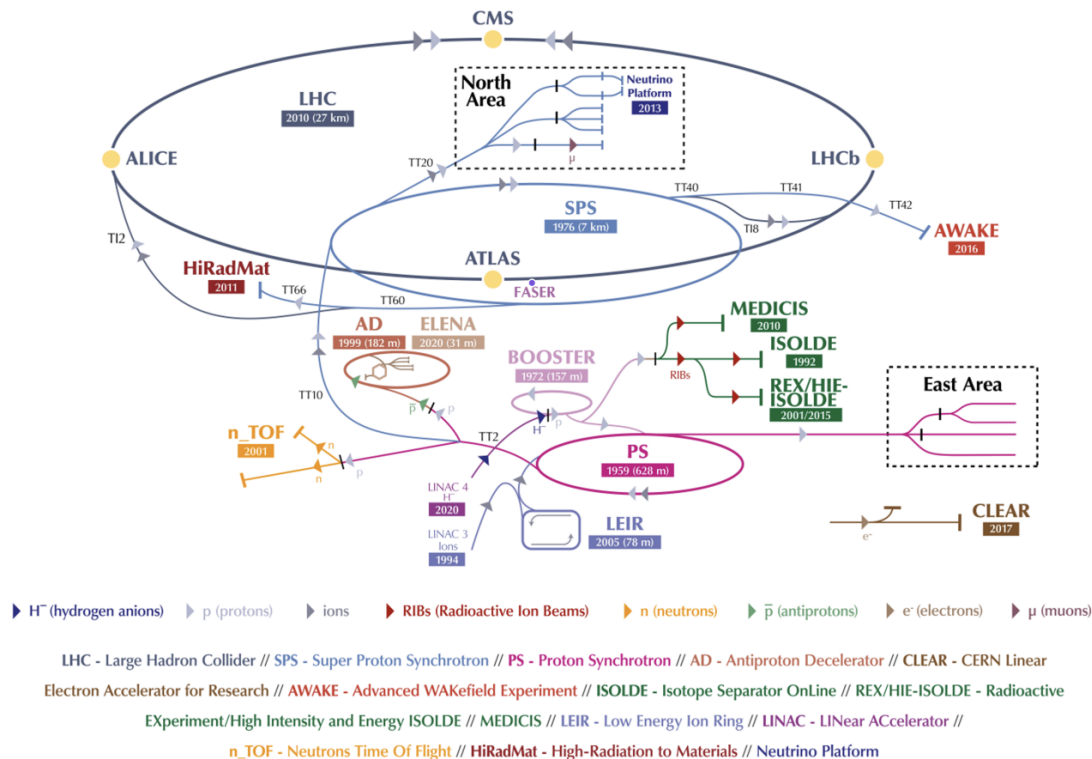 CMS
North
Area
Neutrino
Platform
2013
LHC
2010 (27 km)
ALICE
LHCb
TT20
μ
TT40
TT41
TT42
SPS
1976 (7 km)
TI8
TI2
AWAKE
2016
ATLAS
HiRadMat
2011
FASER
TT66
TT60
MEDICIS
2010
AD
1999 (182 m)
ELENA
2020 (31 m)
ISOLDE
1992
BOOSTER
1972 (157 m)
RIBs
REX/HIE-
ISOLDE
2001/2015
East Area
TT10
p̄
p
H⁻
p
TT2
n_TOF
2001
n
n
p
PS
1959 (628 m)
LINAC 4
H⁻
2020
LINAC 3
Ions
1994
LEIR
2005 (78 m)
CLEAR
2017
e⁻
H⁻ (hydrogen anions) p (protons) ions RIBs (Radioactive Ion Beams) n (neutrons) p̄ (antiprotons) e⁻ (electrons) μ (muons)
LHC - Large Hadron Collider // SPS - Super Proton Synchrotron // PS - Proton Synchrotron // AD - Antiproton Decelerator // CLEAR - CERN Linear
Electron Accelerator for Research // AWAKE - Advanced WAKefield Experiment // ISOLDE - Isotope Separator OnLine // REX/HIE-ISOLDE - Radioactive
EXperiment/High Intensity and Energy ISOLDE // MEDICIS // LEIR - Low Energy Ion Ring // LINAC - LINear ACcelerator //
n_TOF - Neutrons Time Of Flight // HiRadMat - High-Radiation to Materials // Neutrino Platform